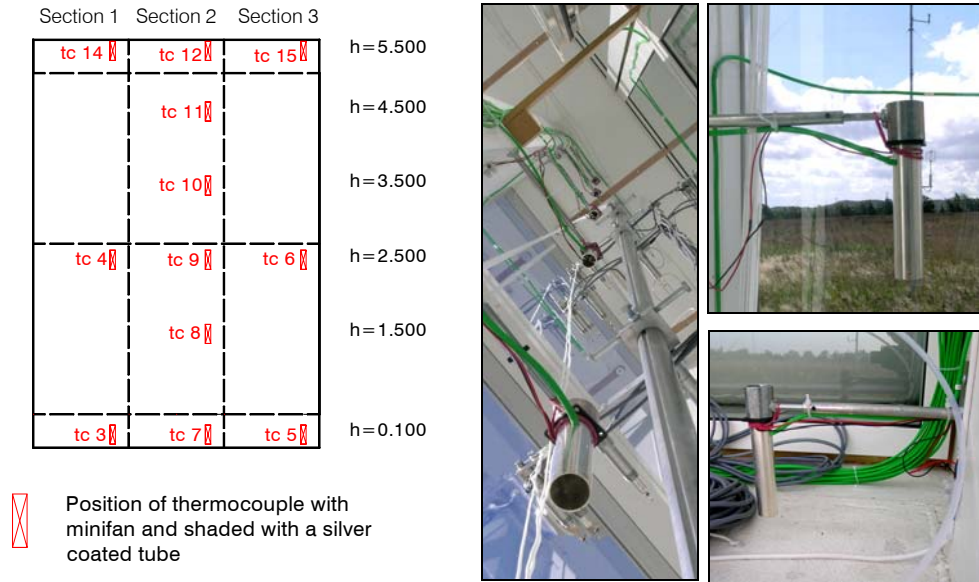 Section 1 Section 2 Section 3
tc 14 tc 12 tc 15 h=5.500
tc 11 h=4.500
tc 10 h=3.500
tc 4 tc 9 tc 6 h=2.500
tc 8 h=1.500
tc 3 tc 7 tc 5 h=0.100
Position of thermocouple with
minifan and shaded with a silver
coated tube